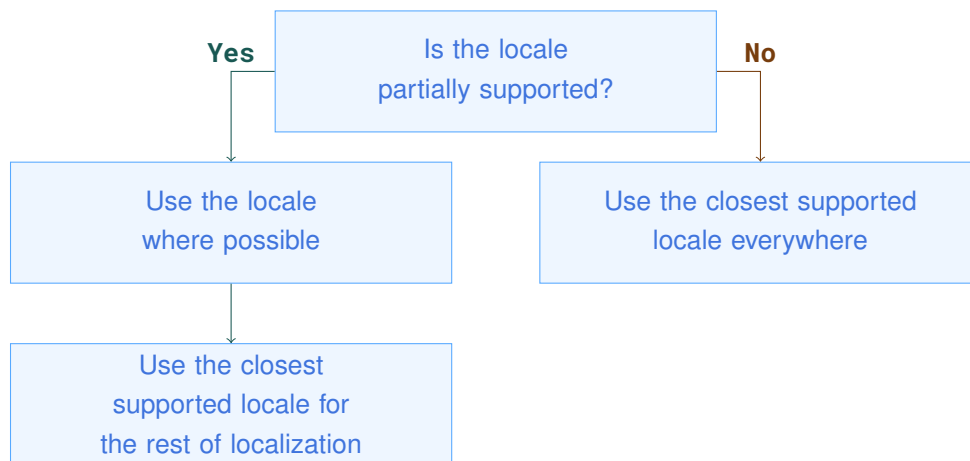 Is the locale
partially supported?
Yes
No
Use the locale
where possible
Use the closest supported
locale everywhere
Use the closest
supported locale for
the rest of localization